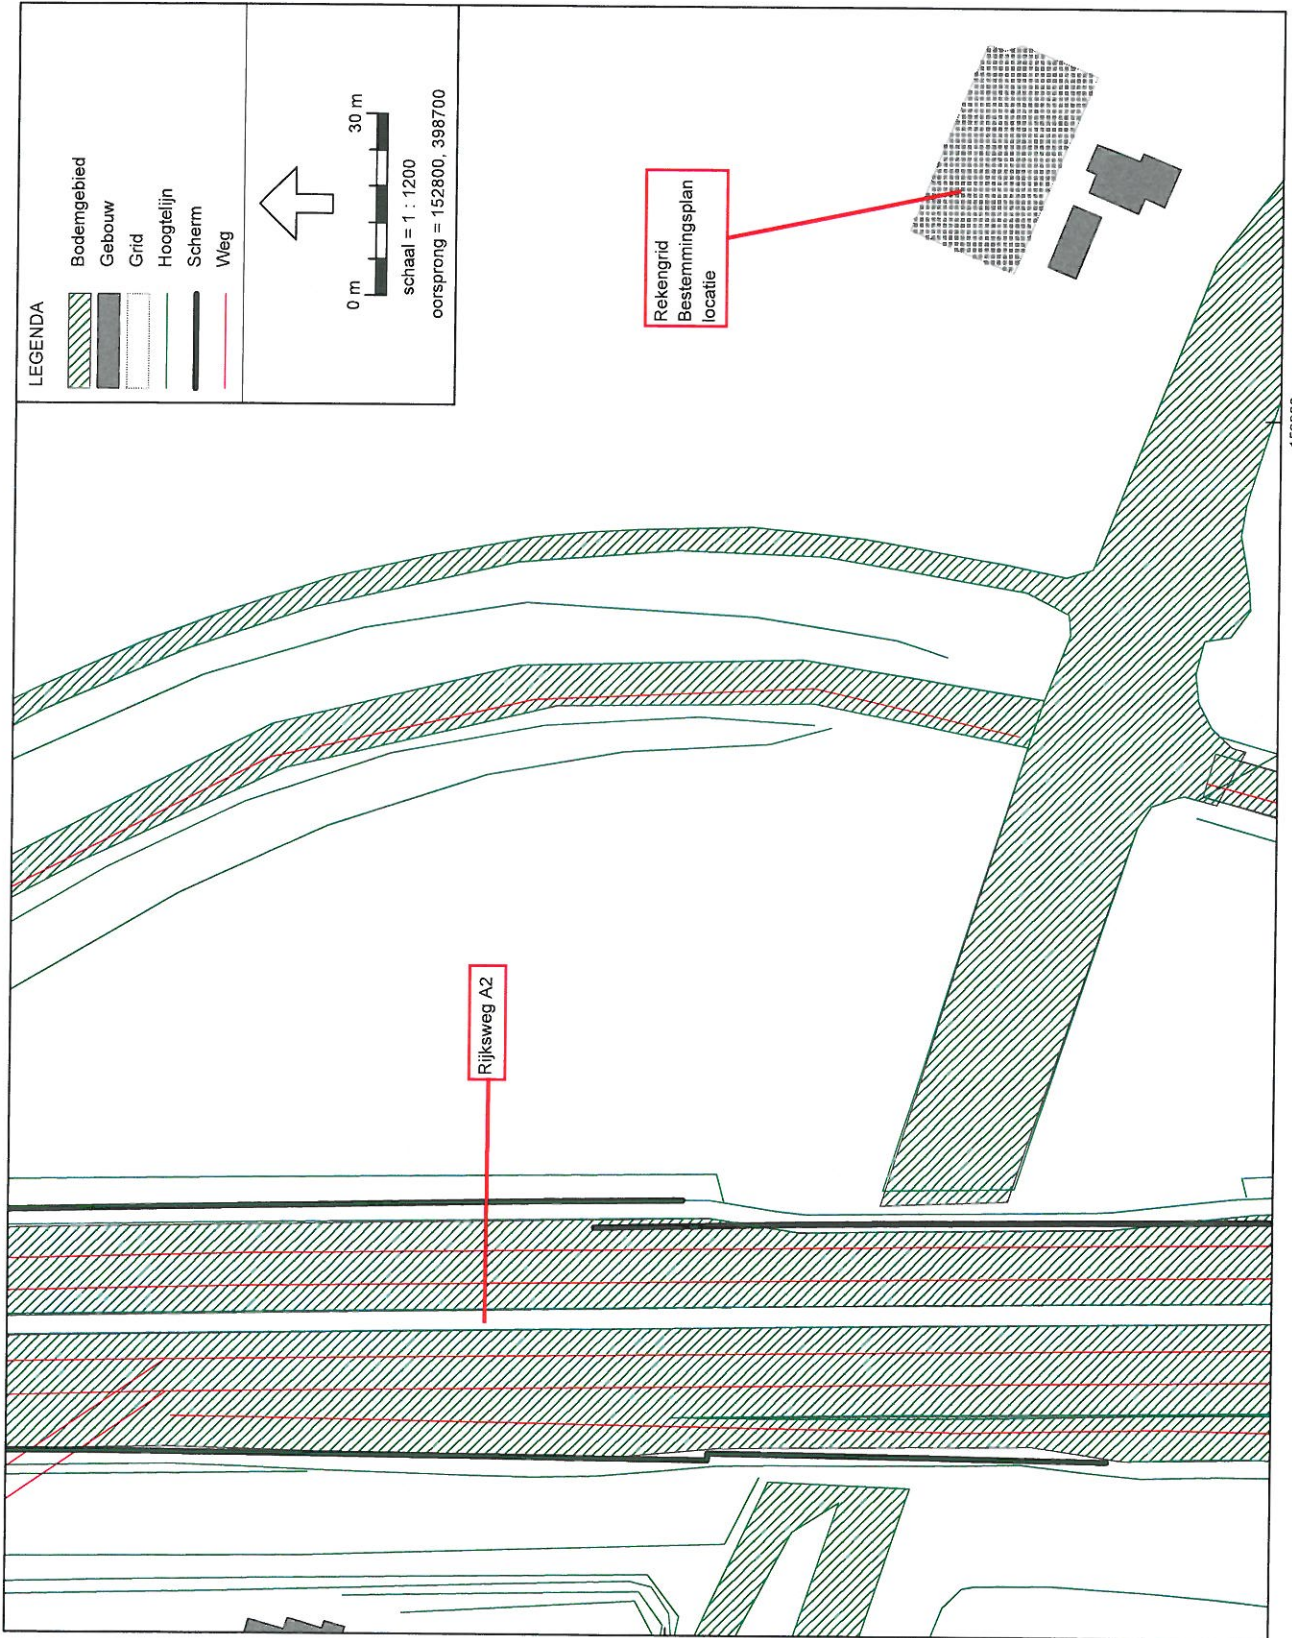 LEGENDA
Bodemgebied
Gebouw
Grid
Hoogtelijn
Scherm
Weg
0 m 30 m
schaal = 1 : 1200
oorsprong = 152800, 398700
Rekengrid
Bestemmingsplan
locatie
Rijksweg A2